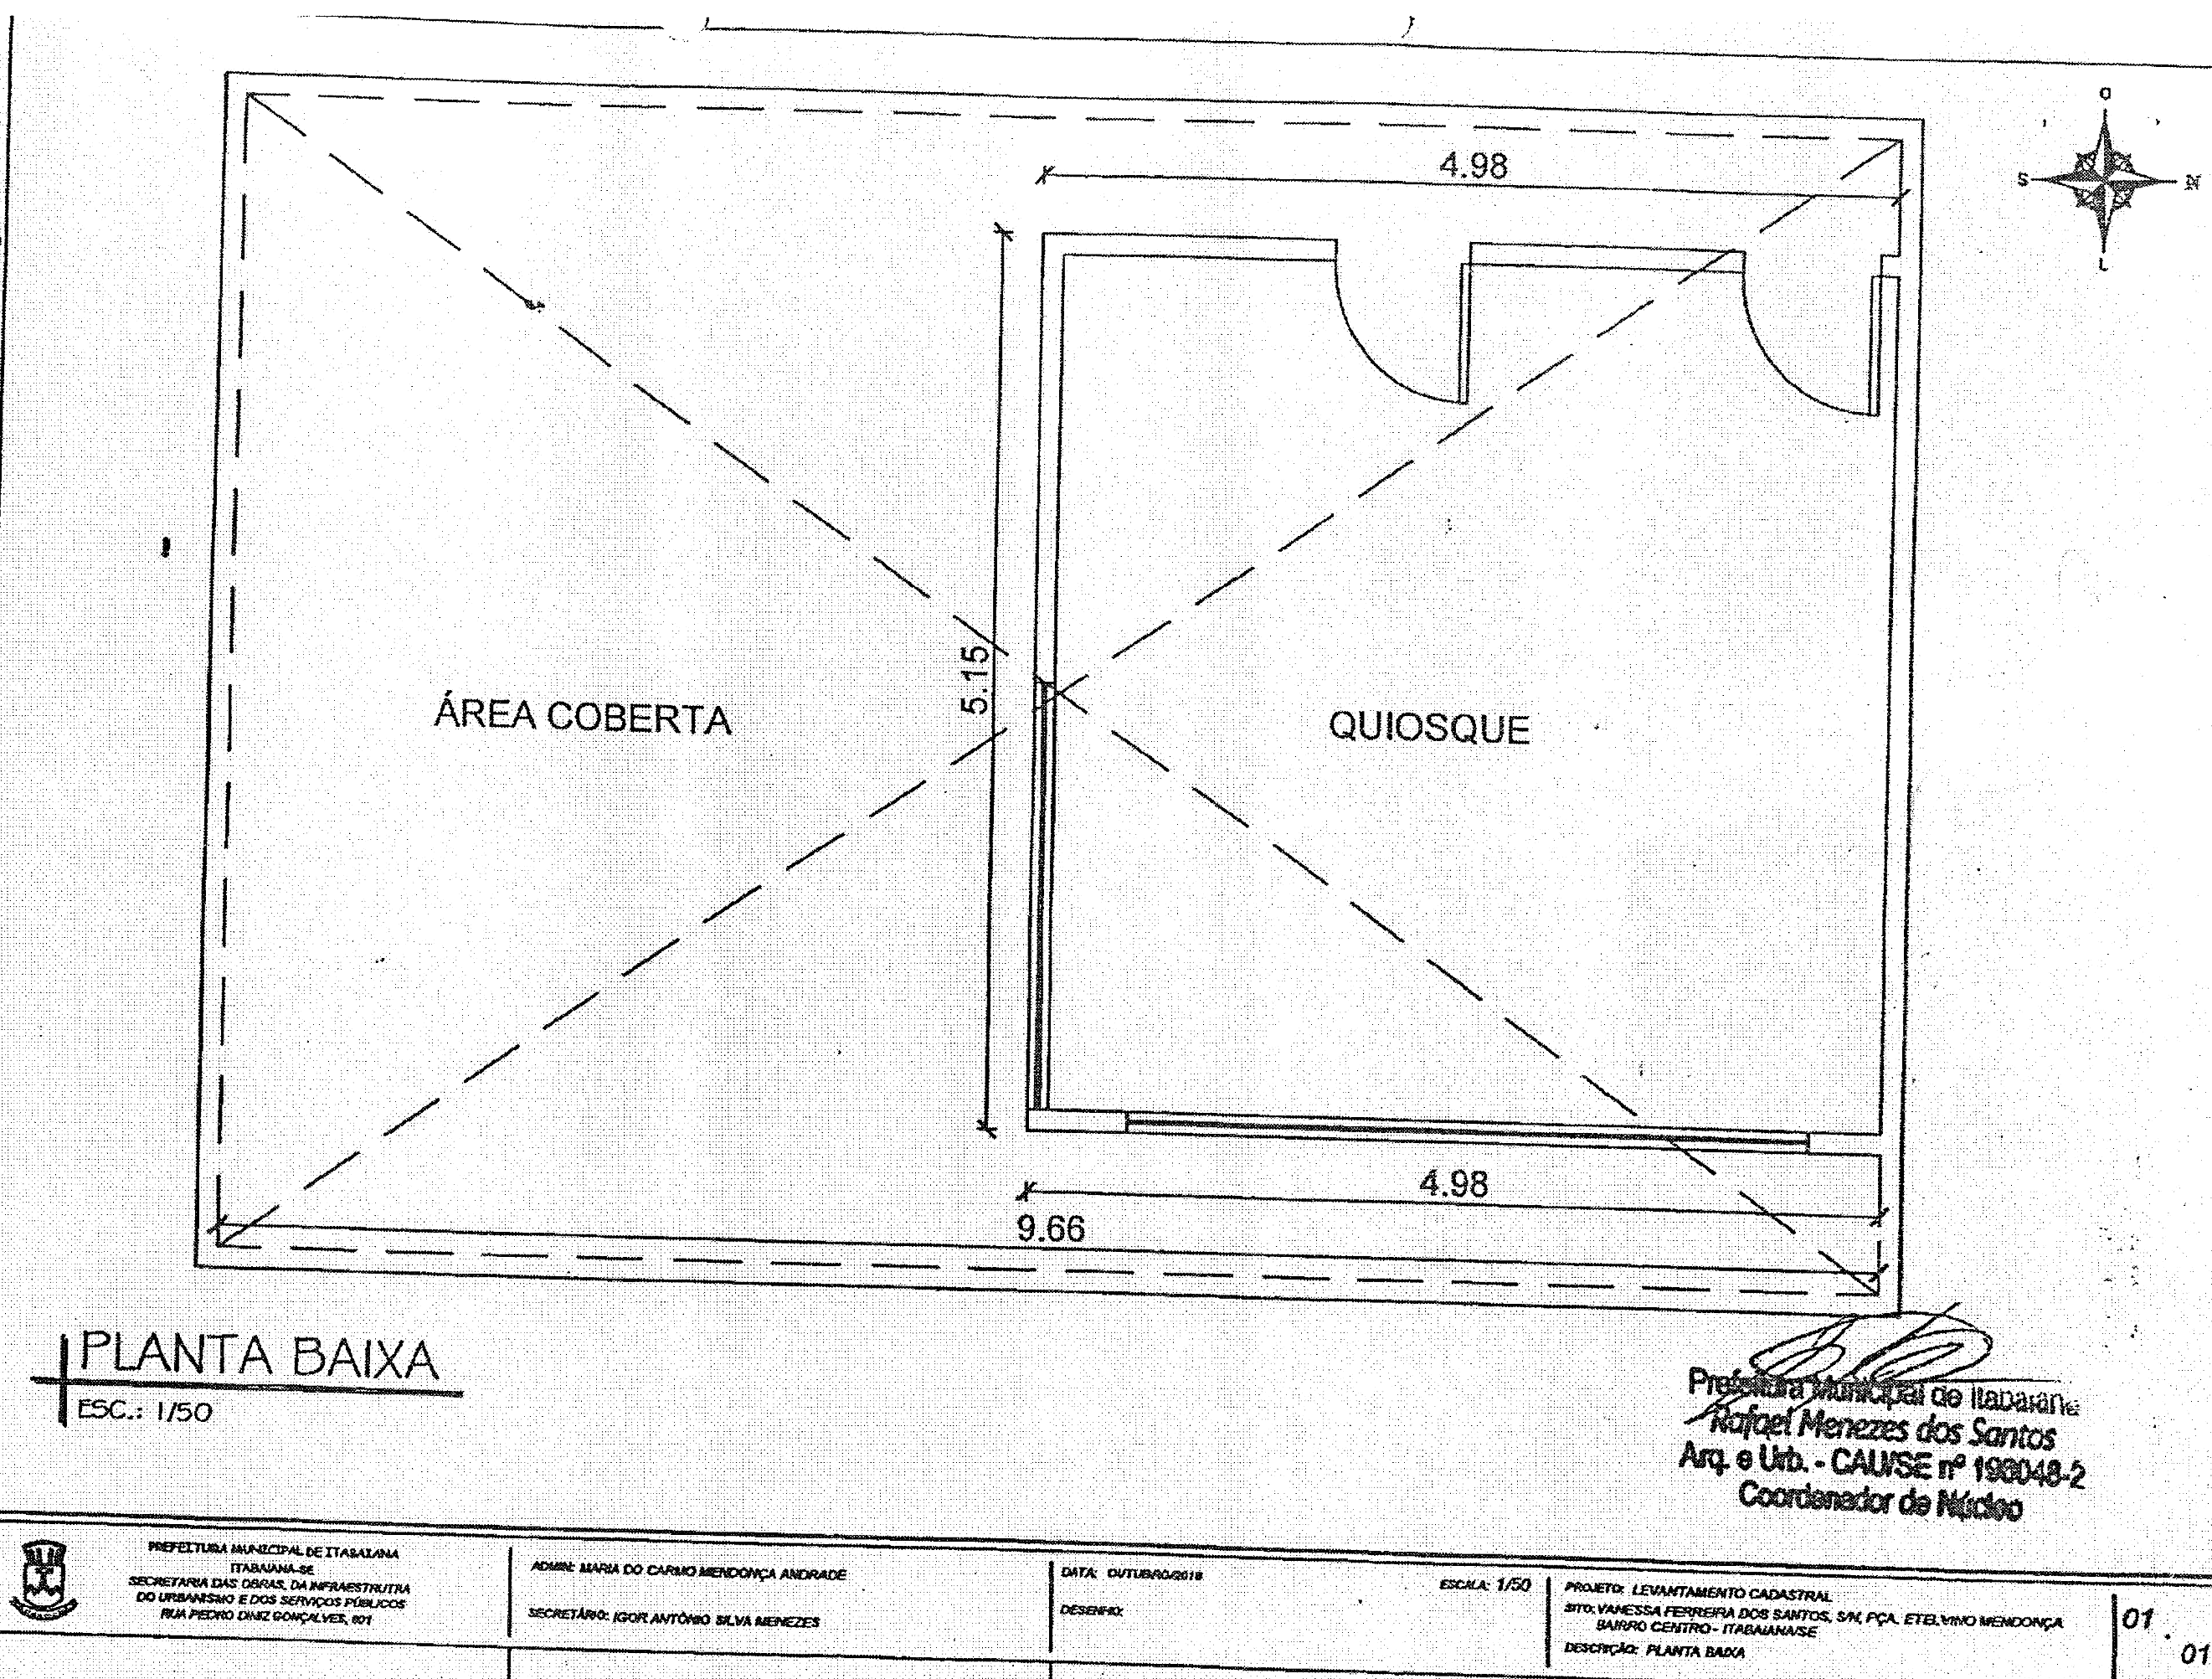 O
S
N
L
4.98
5.15
ÁREA COBERTA
QUIOSQUE
4.98
9.66
PLANTA BAIXA
ESC.: 1/50
Prefeitura Municipal de Itabaiana
Rafael Menezes dos Santos
Arq. e Urb. - CAU/SE nº 198048-2
Coordenador de Núcleo
PREFEITURA MUNICIPAL DE ITABAIANA
ITABAIANA-SE
SECRETARIA DAS OBRAS, DA INFRAESTRUTRA
DO URBANISMO E DOS SERVIÇOS PÚBLICOS
RUA PEDRO DINIZ GONÇALVES, 801
ADMIN: MARIA DO CARMO MENDONÇA ANDRADE
SECRETÁRIO: IGOR ANTÔNIO SILVA MENEZES
DATA: OUTUBRO/2018
DESENHO:
ESCALA: 1/50
PROJETO: LEVANTAMENTO CADASTRAL
SITO: VANESSA FERREIRA DOS SANTOS, S/N, PÇA. ETELVINO MENDONÇA
BAIRRO CENTRO - ITABAIANA/SE
DESCRIÇÃO: PLANTA BAIXA
01
01